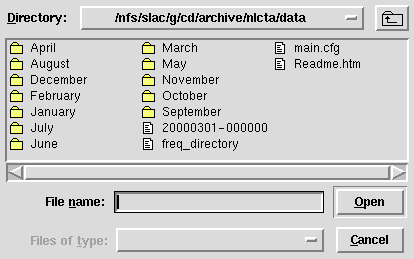 Directory: /nfs/slac/g/cd/archive/nlcta/data
April March main.cfg
August May Readme.htm
December November
February October
January September
July 20000301-000000
June freq_directory
File name: Open
Files of type: Cancel